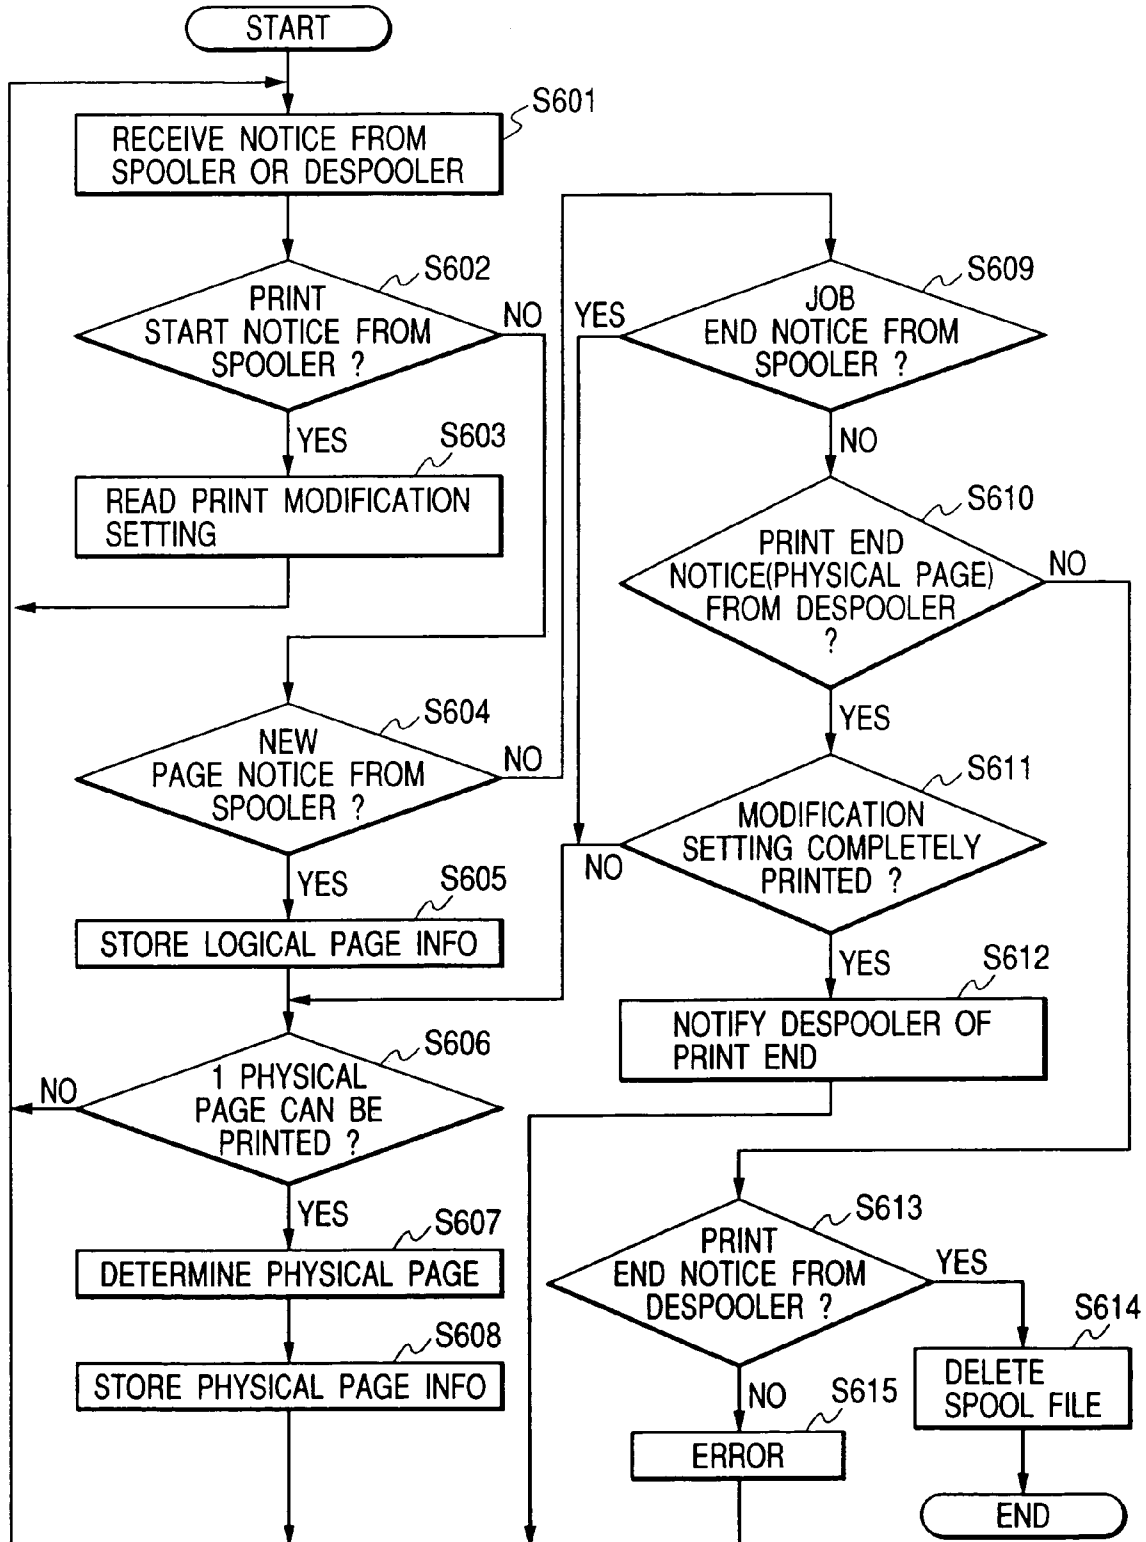 START
S601
RECEIVE NOTICE FROM
SPOOLER OR DESPOOLER
S602
PRINT
START NOTICE FROM
SPOOLER ?
NO
YES
S603
READ PRINT MODIFICATION
SETTING
S604
NEW
PAGE NOTICE FROM
SPOOLER ?
NO
YES
S605
STORE LOGICAL PAGE INFO
S606
1 PHYSICAL
PAGE CAN BE
PRINTED ?
NO
YES
S607
DETERMINE PHYSICAL PAGE
S608
STORE PHYSICAL PAGE INFO
S609
JOB
END NOTICE FROM
SPOOLER ?
YES
NO
S610
PRINT END
NOTICE(PHYSICAL PAGE)
FROM DESPOOLER
?
NO
YES
S611
MODIFICATION
SETTING COMPLETELY
PRINTED ?
NO
YES
S612
NOTIFY DESPOOLER OF
PRINT END
S613
PRINT
END NOTICE FROM
DESPOOLER ?
YES
NO
S614
DELETE
SPOOL FILE
S615
ERROR
END